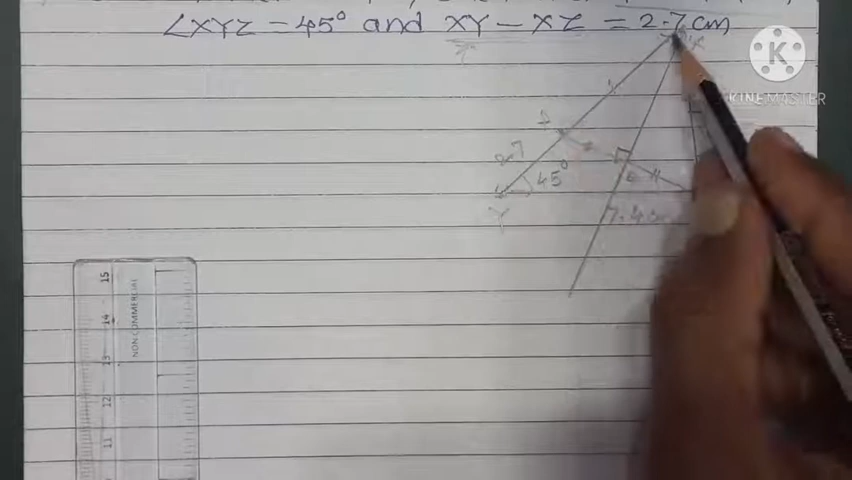 ∠XYZ = 45° and XY - XZ = 2.7 cm
K
KINEMASTER
X
A
2.7
45°
Y
7.4c
15
14
13
12
11
NON COMMERCIAL